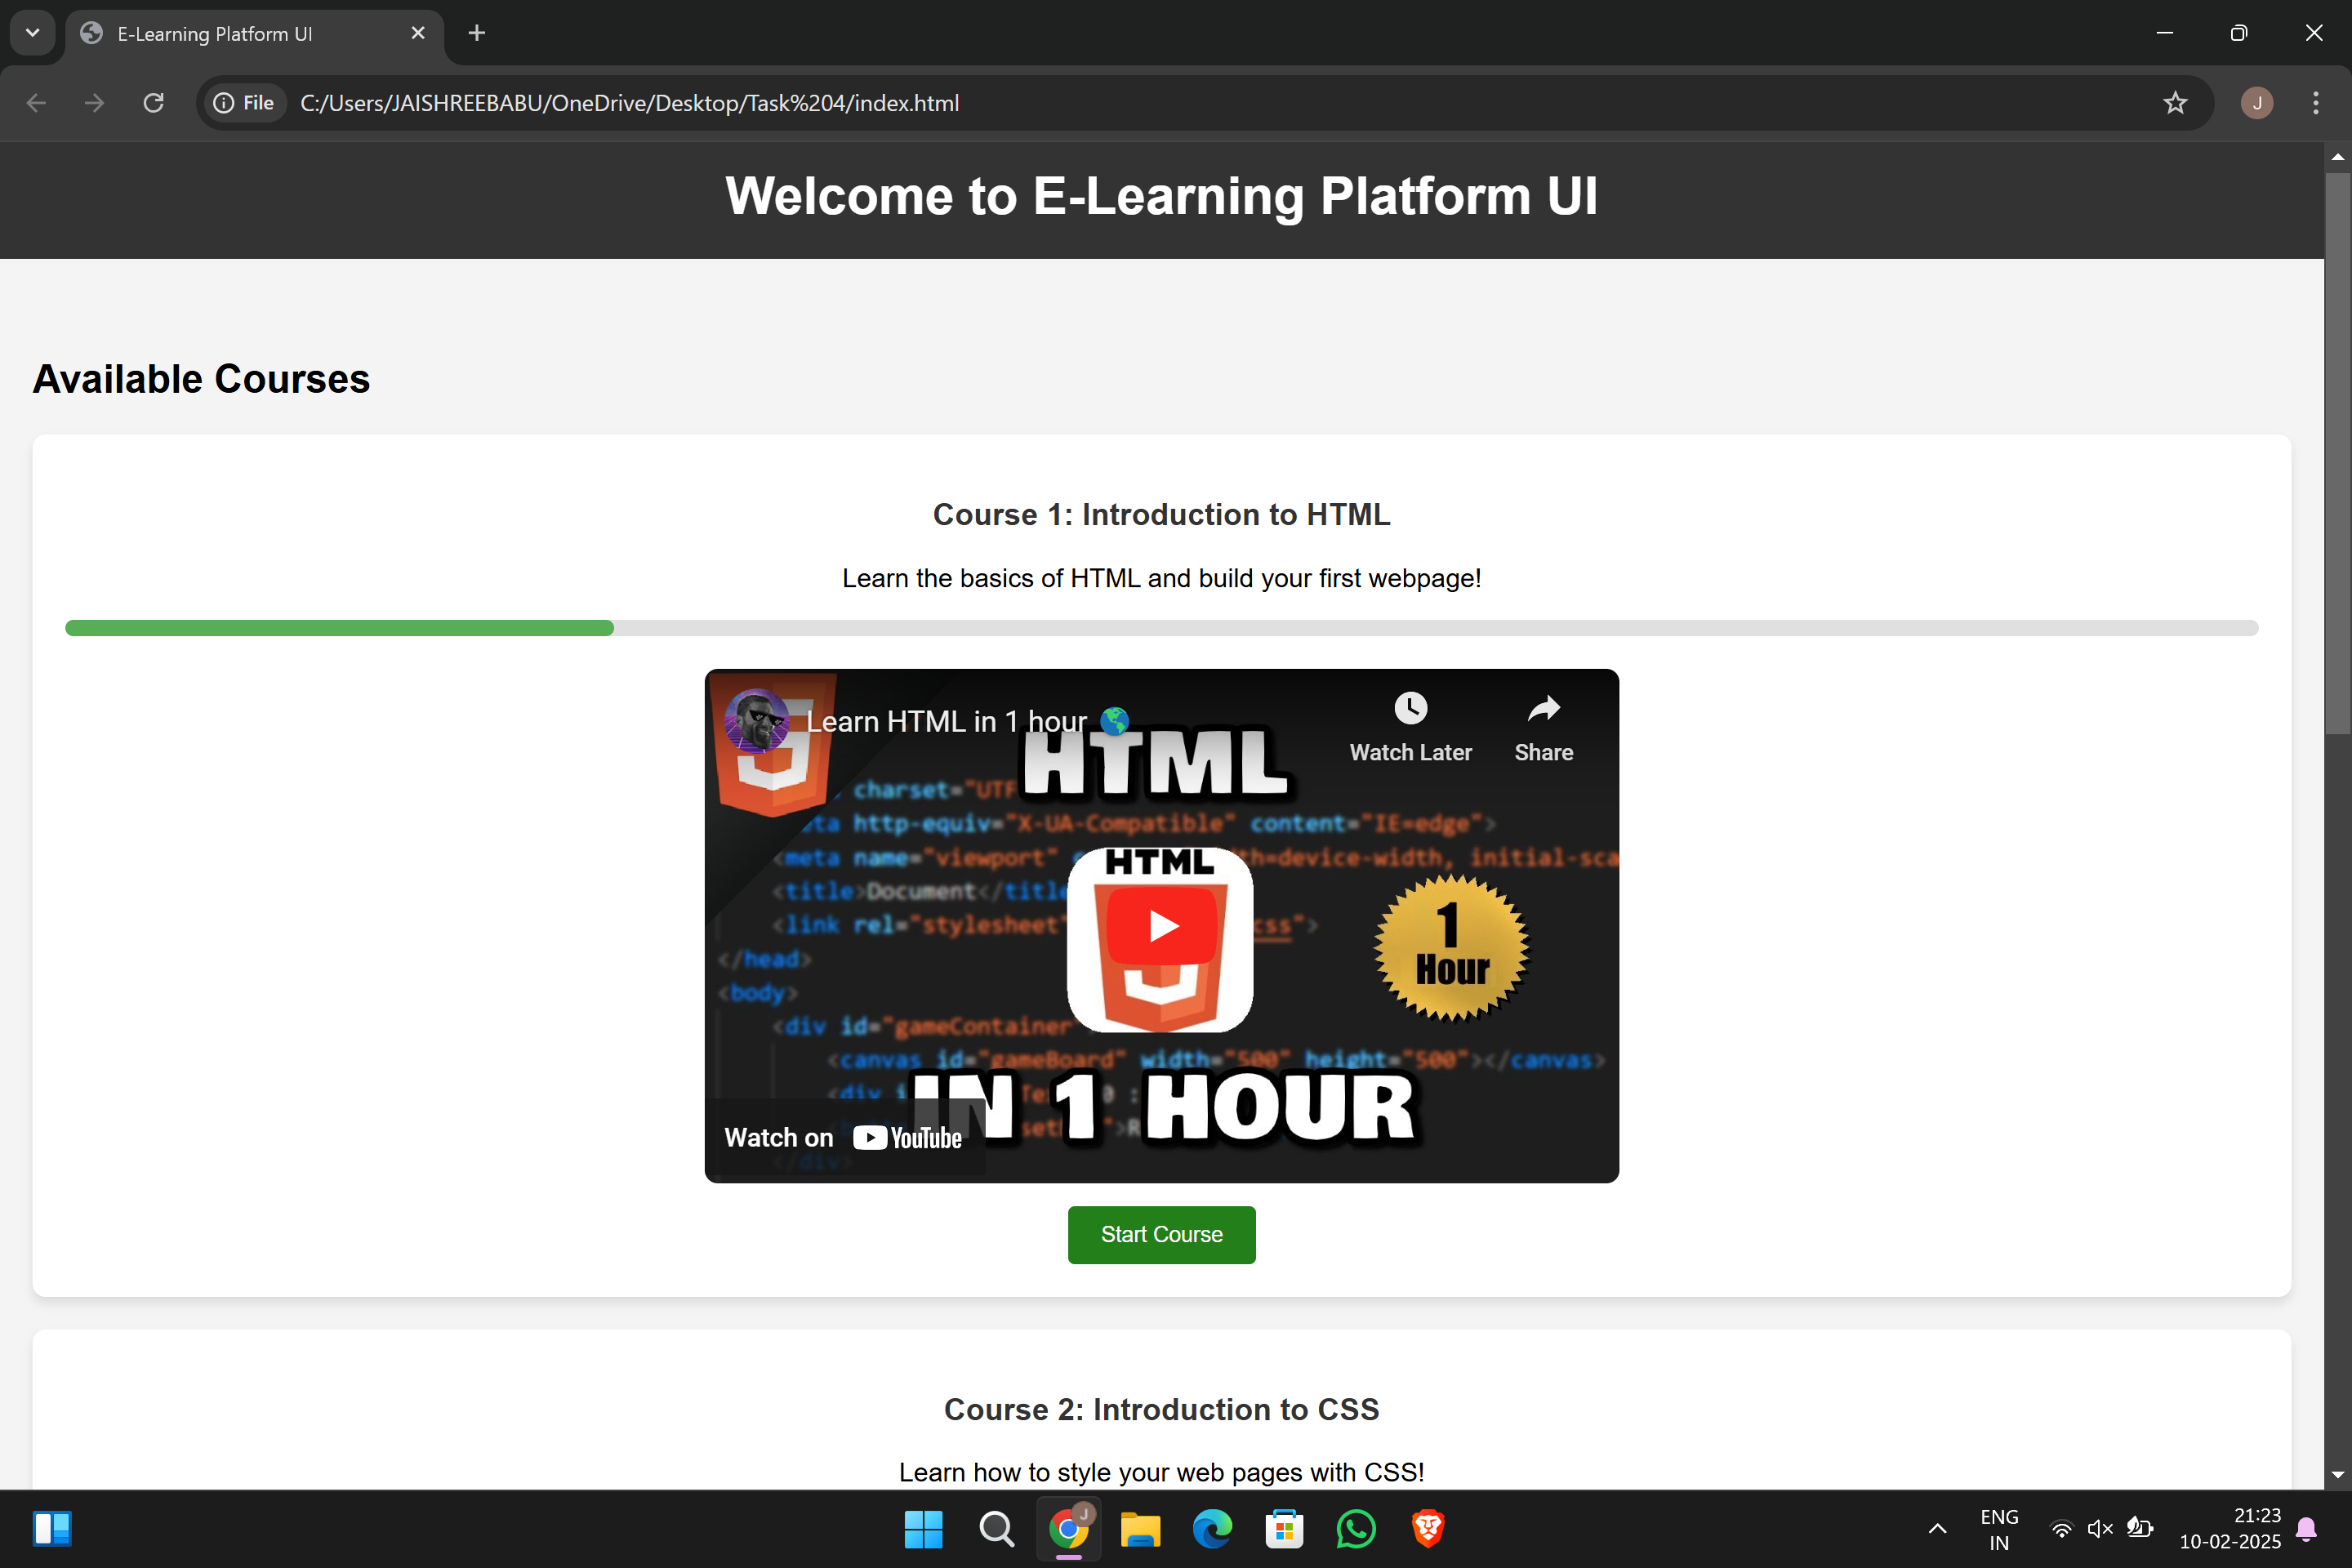 E-Learning Platform UI
File
C:/Users/JAISHREEBABU/OneDrive/Desktop/Task%204/index.html
J
Welcome to E-Learning Platform UI
Available Courses
Course 1: Introduction to HTML
Learn the basics of HTML and build your first webpage!
Learn HTML in 1 hour
Watch Later
Share
HTML
charset="UTF
http-equiv="X-UA-Compatible" content="IE=edge">
<meta name="viewport" th=device-width, initial-sca
HTML
<title>Document</title
<link rel="stylesheet" css">
1
Hour
</head>
<body>
<div id="gameContainer"
<canvas id="gameBoard" width="500" height="500"></canvas>
<div
IN 1 HOUR
Watch on YouTube
</div>
Start Course
Course 2: Introduction to CSS
Learn how to style your web pages with CSS!
J
ENG
IN
21:23
10-02-2025